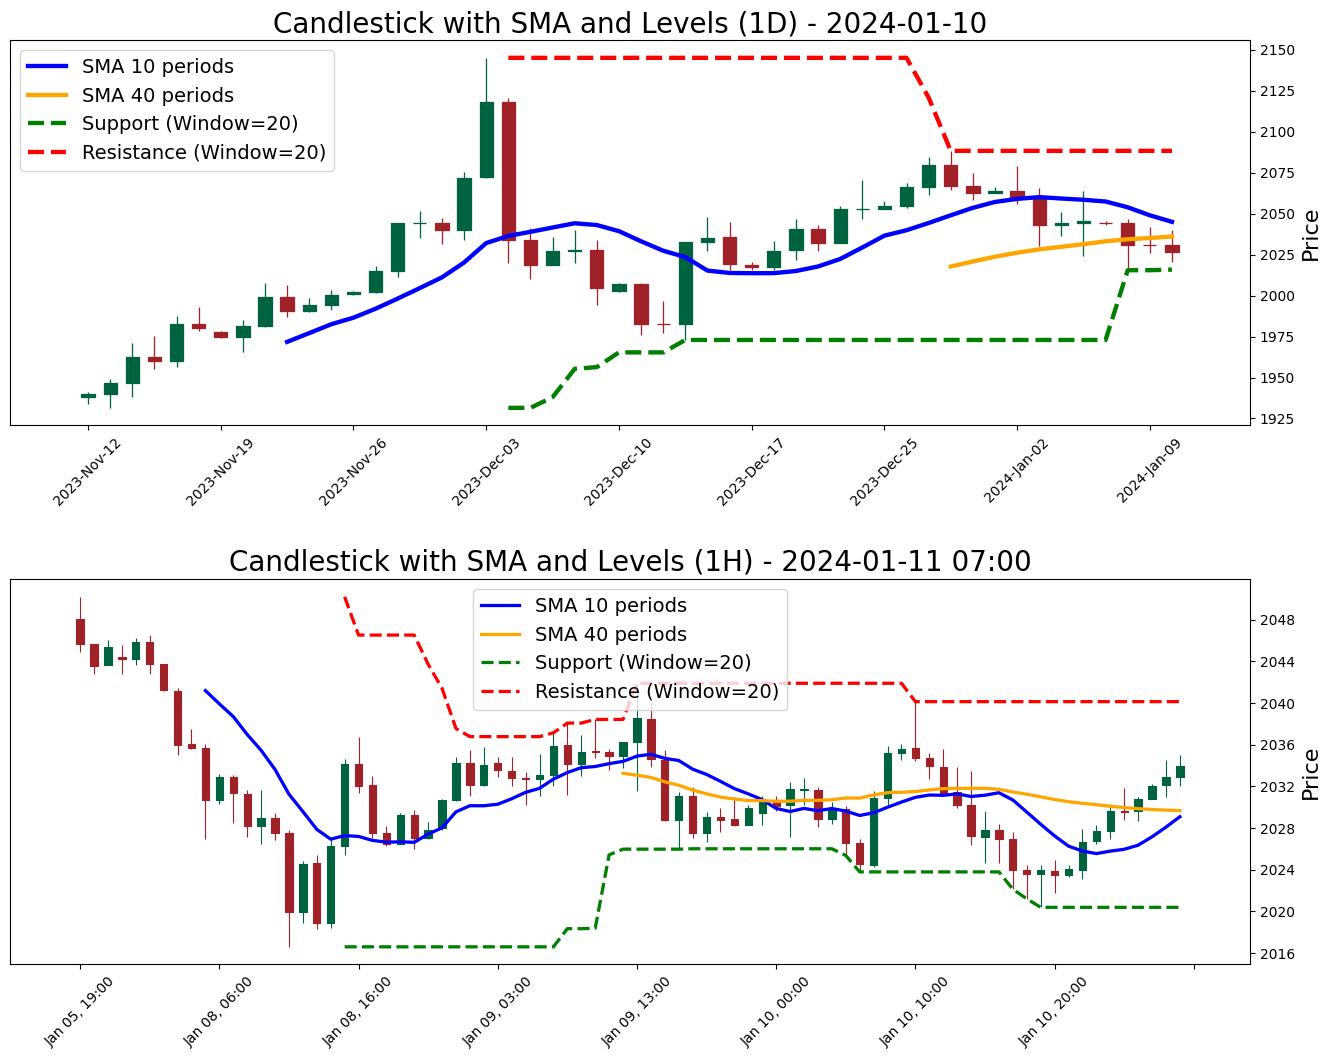 Candlestick with SMA and Levels (1D) - 2024-01-10
SMA 10 periods
SMA 40 periods
Support (Window=20)
Resistance (Window=20)
2150
2125
2100
2075
2050
2025
2000
1975
1950
1925
Price
2023-Nov-12
2023-Nov-19
2023-Nov-26
2023-Dec-03
2023-Dec-10
2023-Dec-17
2023-Dec-25
2024-Jan-02
2024-Jan-09
Candlestick with SMA and Levels (1H) - 2024-01-11 07:00
SMA 10 periods
SMA 40 periods
Support (Window=20)
Resistance (Window=20)
2048
2044
2040
2036
2032
2028
2024
2020
2016
Price
Jan 05, 19:00
Jan 08, 06:00
Jan 08, 16:00
Jan 09, 03:00
Jan 09, 13:00
Jan 10, 00:00
Jan 10, 10:00
Jan 10, 20:00